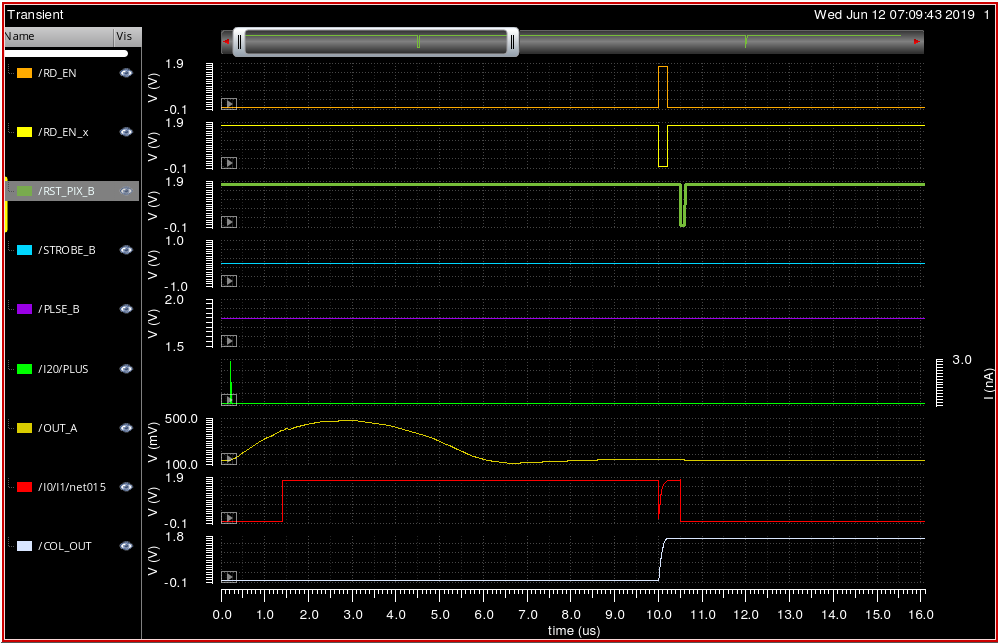 Transient Wed Jun 12 07:09:43 2019 1
Name Vis
/RD_EN
V (V)
1.9
-0.1
/RD_EN_x
V (V)
1.9
-0.1
/RST_PIX_B
V (V)
1.9
-0.1
/STROBE_B
V (V)
1.0
-1.0
/PLSE_B
V (V)
2.0
1.5
/I20/PLUS
3.0
I (nA)
/OUT_A
V (mV)
500.0
100.0
/I0/I1/net015
V (V)
1.9
-0.1
/COL_OUT
V (V)
1.8
-0.1
0.0 1.0 2.0 3.0 4.0 5.0 6.0 7.0 8.0 9.0 10.0 11.0 12.0 13.0 14.0 15.0 16.0
time (us)